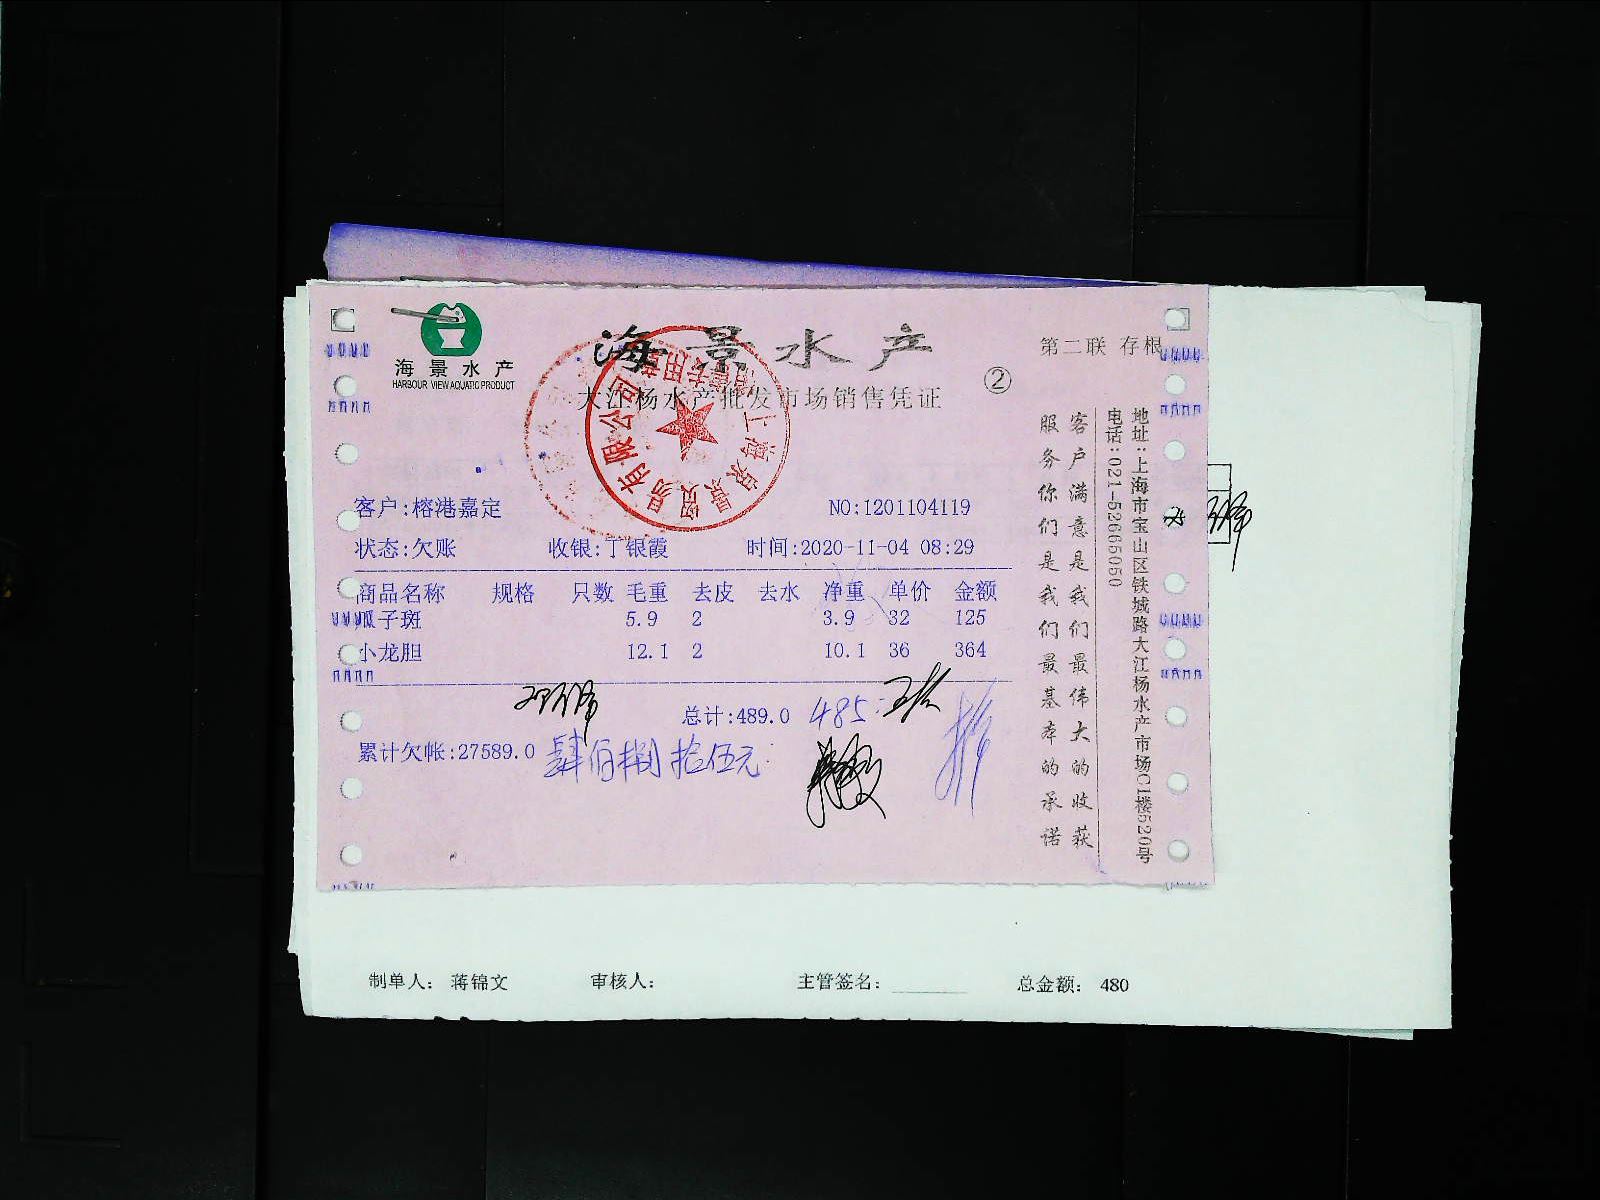 海景水产
HARBOUR VIEW AQUATIC PRODUCT
海景水产
大江杨水产批发市场销售凭证
②
第二联 存根
客户:榕港嘉定 NO:1201104119
状态:欠账 收银:丁银霞 时间:2020-11-04 08:29
商品名称 规格 只数 毛重 去皮 去水 净重 单价 金额
瓜子斑 5.9 2 3.9 32 125
小龙胆 12.1 2 10.1 36 364
总计:489.0 485
累计欠帐:27589.0 肆佰捌拾伍元
客户满意是我们最伟大的收获
服务你们是我们最基本的承诺
地址:上海市宝山区铁城路大江杨水产市场C1楼520号
电话:021-52665050
制单人: 蒋锦文 审核人: 主管签名: 总金额: 480